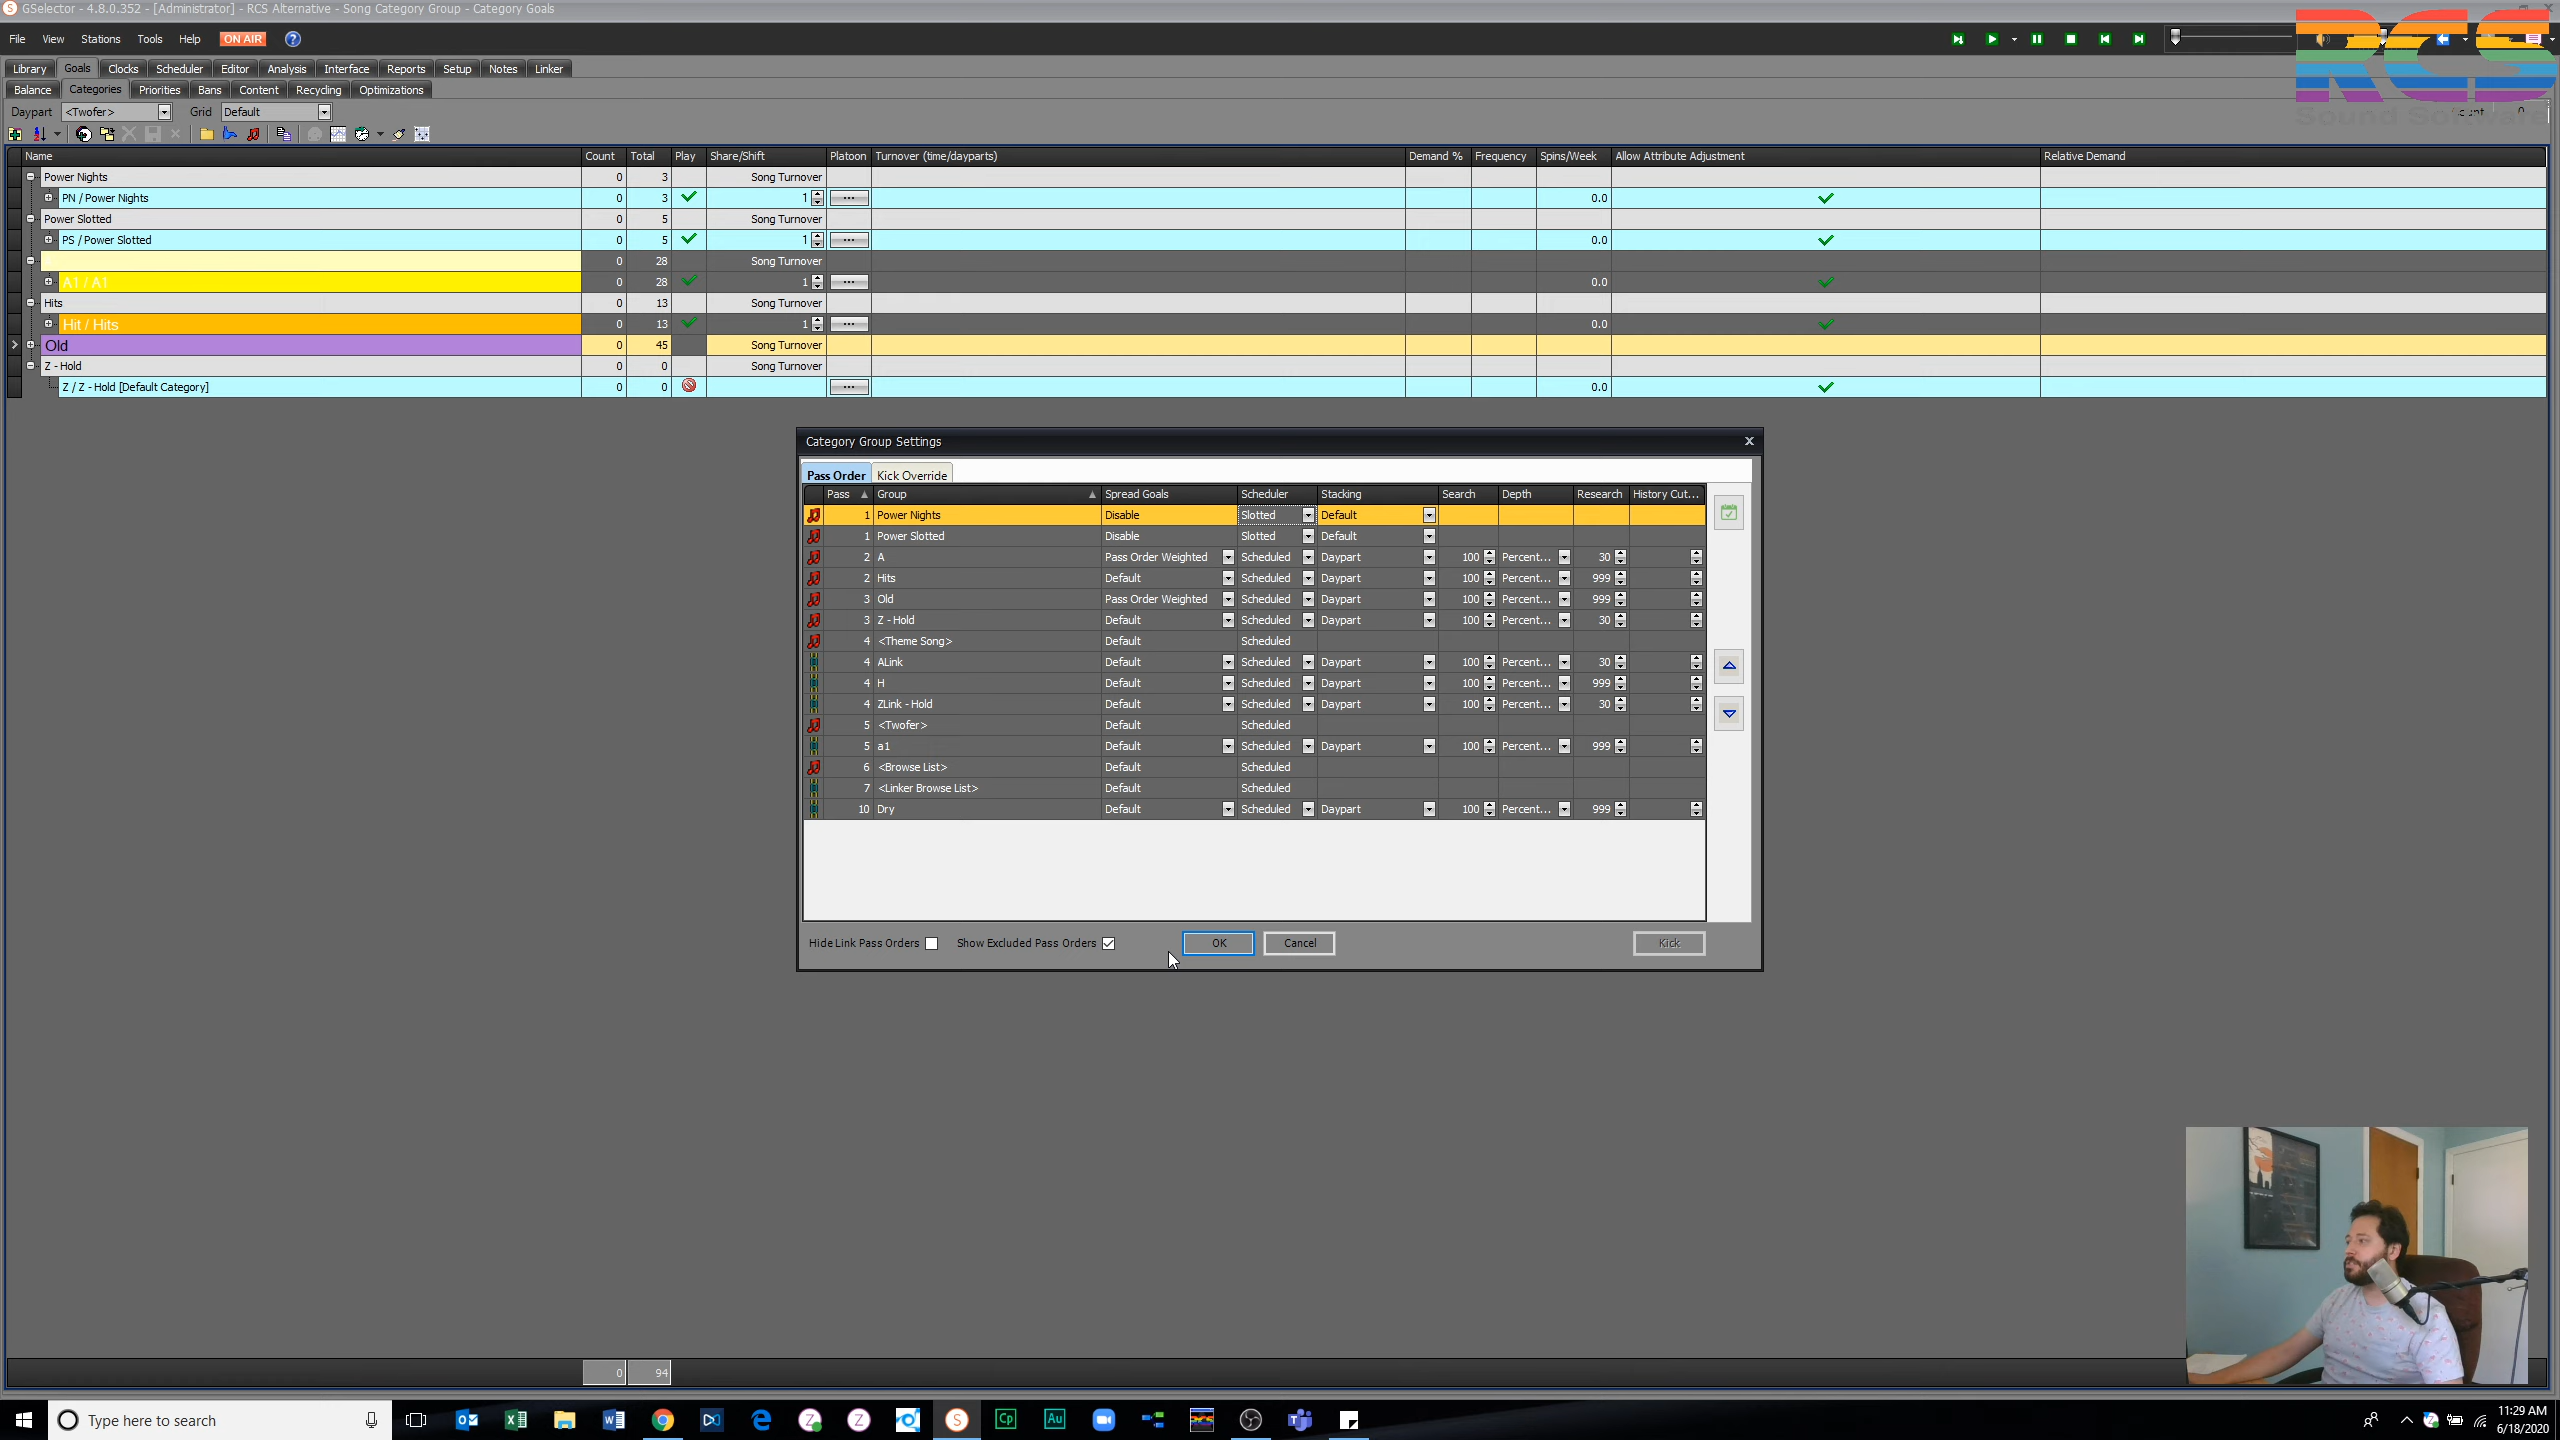 GSelector - 4.8.0.352 - [Administrator] - RCS Alternative - Song Category Group - Category Goals
File View Stations Tools Help ON AIR ?
RCS
Sound Software
Library Goals Clocks Scheduler Editor Analysis Interface Reports Setup Notes Linker
Balance Categories Priorities Bans Content Recycling Optimizations
Daypart <Twofer> Grid Default 0
Name Count Total Play Share/Shift Platoon Turnover (time/dayparts) Demand % Frequency Spins/Week Allow Attribute Adjustment Relative Demand
Power Nights 0 3 Song Turnover
PN / Power Nights 0 3 1 ... 0.0
Power Slotted 0 5 Song Turnover
PS / Power Slotted 0 5 1 ... 0.0
0 28 Song Turnover
A1 / A1 0 28 1 ... 0.0
Hits 0 13 Song Turnover
Hit / Hits 0 13 1 ... 0.0
Old 0 45 Song Turnover
Z - Hold 0 0 Song Turnover
Z / Z - Hold [Default Category] 0 0 ... 0.0
Category Group Settings x
Pass Order Kick Override
Pass Group Spread Goals Scheduler Stacking Search Depth Research History Cut...
1 Power Nights Disable Slotted Default
1 Power Slotted Disable Slotted Default
2 A Pass Order Weighted Scheduled Daypart 100 Percent... 30
2 Hits Default Scheduled Daypart 100 Percent... 999
3 Old Pass Order Weighted Scheduled Daypart 100 Percent... 999
3 Z - Hold Default Scheduled Daypart 100 Percent... 30
4 <Theme Song> Default Scheduled
4 ALink Default Scheduled Daypart 100 Percent... 30
4 H Default Scheduled Daypart 100 Percent... 999
4 ZLink - Hold Default Scheduled Daypart 100 Percent... 30
5 <Twofer> Default Scheduled
5 a1 Default Scheduled Daypart 100 Percent... 999
6 <Browse List> Default Scheduled
7 <Linker Browse List> Default Scheduled
10 Dry Default Scheduled Daypart 100 Percent... 999
Hide Link Pass Orders Show Excluded Pass Orders OK Cancel Kick
0 94
Type here to search
11:29 AM
6/18/2020